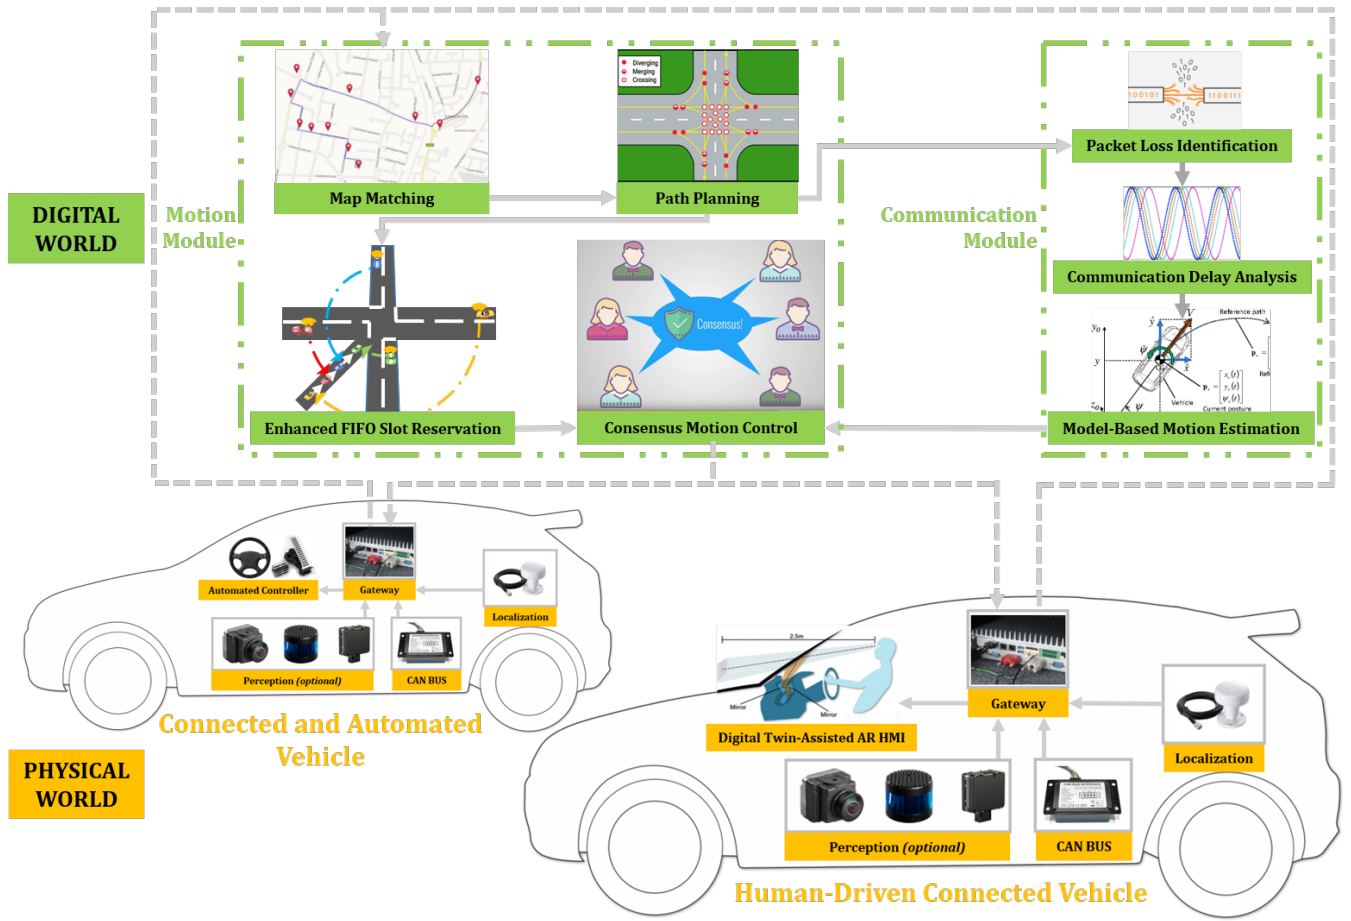 Diverging
Merging
Crossing
100101
1100111
Packet Loss Identification
Map Matching
Path Planning
DIGITAL
WORLD
Motion
Module
Communication
Module
Communication Delay Analysis
Consensus!
Reference path
Vehicle
Current posture
Enhanced FIFO Slot Reservation
Consensus Motion Control
Model-Based Motion Estimation
Automated Controller
Gateway
Localization
Perception (optional)
CAN BUS
Connected and Automated
Vehicle
2.5m
Mirror
Mirror
Digital Twin-Assisted AR HMI
Gateway
Localization
PHYSICAL
WORLD
Perception (optional)
CAN BUS
Human-Driven Connected Vehicle